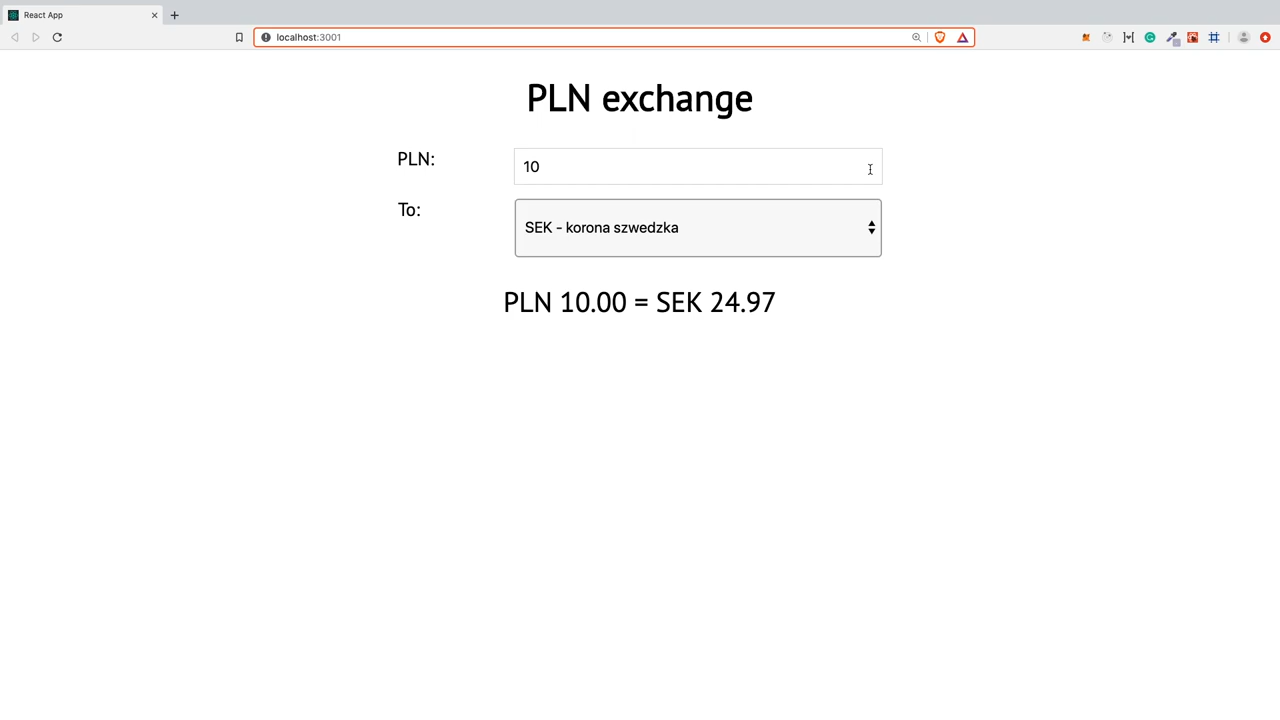 React App
localhost:3001
PLN exchange
PLN:
10
To:
SEK - korona szwedzka
PLN 10.00 = SEK 24.97